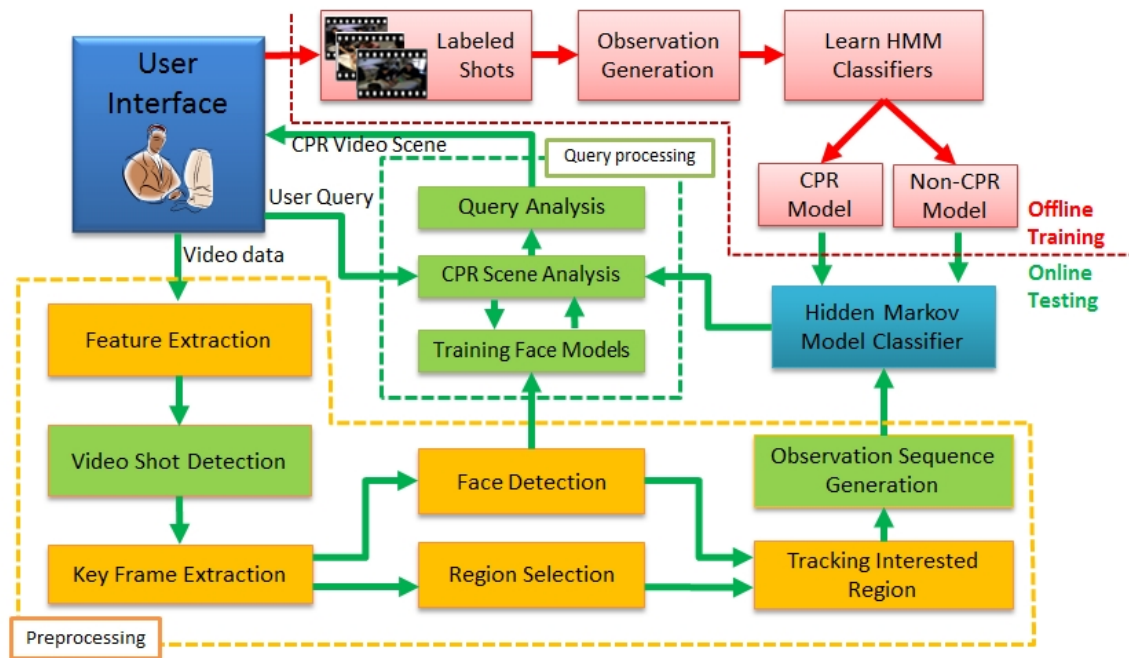 User
Interface
Labeled
Shots
Observation
Generation
Learn HMM
Classifiers
CPR Video Scene
Query processing
CPR
Model
Non-CPR
Model
Offline
Training
User Query
Query Analysis
Video data
CPR Scene Analysis
Online
Testing
Hidden Markov
Model Classifier
Feature Extraction
Training Face Models
Video Shot Detection
Face Detection
Observation Sequence
Generation
Key Frame Extraction
Region Selection
Tracking Interested
Region
Preprocessing